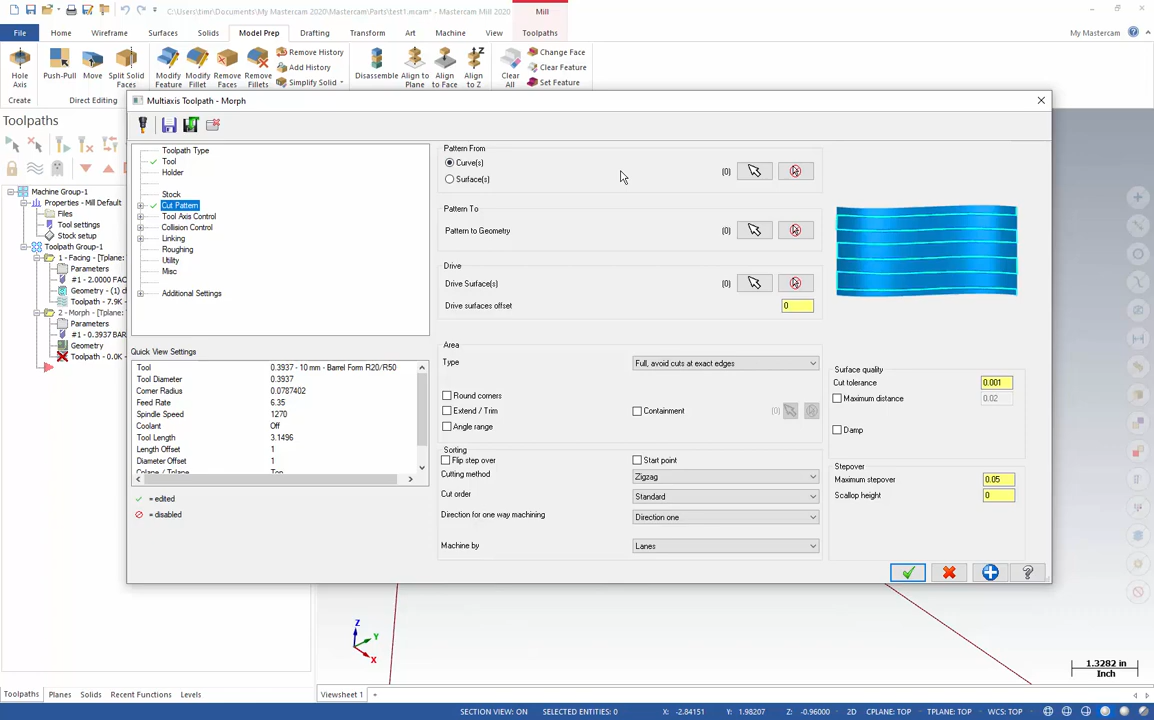 C:\Users\timr\Documents\My Mastercam 2020\Mastercam\Parts\test1.mcam* - Mastercam Mill 2020
Mill
File Home Wireframe Surfaces Solids Model Prep Drafting Transform Art Machine View Toolpaths My Mastercam
Hole Axis
Push-Pull
Move
Split Solid Faces
Modify Feature
Modify Fillet
Remove Faces
Remove Fillets
Remove History
Add History
Simplify Solid
Disassemble
Align to Plane
Align to Face
Align to Z
Clear All
Change Face
Clear Feature
Set Feature
Create
Direct Editing
Toolpaths
Machine Group-1
Properties - Mill Default
Files
Tool settings
Stock setup
Toolpath Group-1
1 - Facing - [Tplane:
Parameters
#1 - 2.0000 FAC
Geometry - (1) c
Toolpath - 7.9K
2 - Morph - [Tplane:
Parameters
#1 - 0.3937 BAR
Geometry
Toolpath - 0.0K
Multiaxis Toolpath - Morph
Toolpath Type
Tool
Holder
Stock
Cut Pattern
Tool Axis Control
Collision Control
Linking
Roughing
Utility
Misc
Additional Settings
Quick View Settings
Tool 0.3937 - 10 mm - Barrel Form R20/R50
Tool Diameter 0.3937
Corner Radius 0.0787402
Feed Rate 6.35
Spindle Speed 1270
Coolant Off
Tool Length 3.1496
Length Offset 1
Diameter Offset 1
Cplane / Tplane Top
= edited
= disabled
Pattern From
Curve(s) (0)
Surface(s)
Pattern To
Pattern to Geometry (0)
Drive
Drive Surface(s) (0)
Drive surfaces offset 0
Area
Type Full, avoid cuts at exact edges
Round corners
Extend / Trim
Containment (0)
Angle range
Sorting
Flip step over
Start point
Cutting method Zigzag
Cut order Standard
Direction for one way machining Direction one
Machine by Lanes
Surface quality
Cut tolerance 0.001
Maximum distance 0.02
Damp
Stepover
Maximum stepover 0.05
Scallop height 0
Z
Y
X
1.3282 in
Inch
Toolpaths Planes Solids Recent Functions Levels
Viewsheet 1 +
SECTION VIEW: ON SELECTED ENTITIES: 0 X: -2.84151 Y: 1.98207 Z: -0.96000 2D CPLANE: TOP TPLANE: TOP WCS: TOP